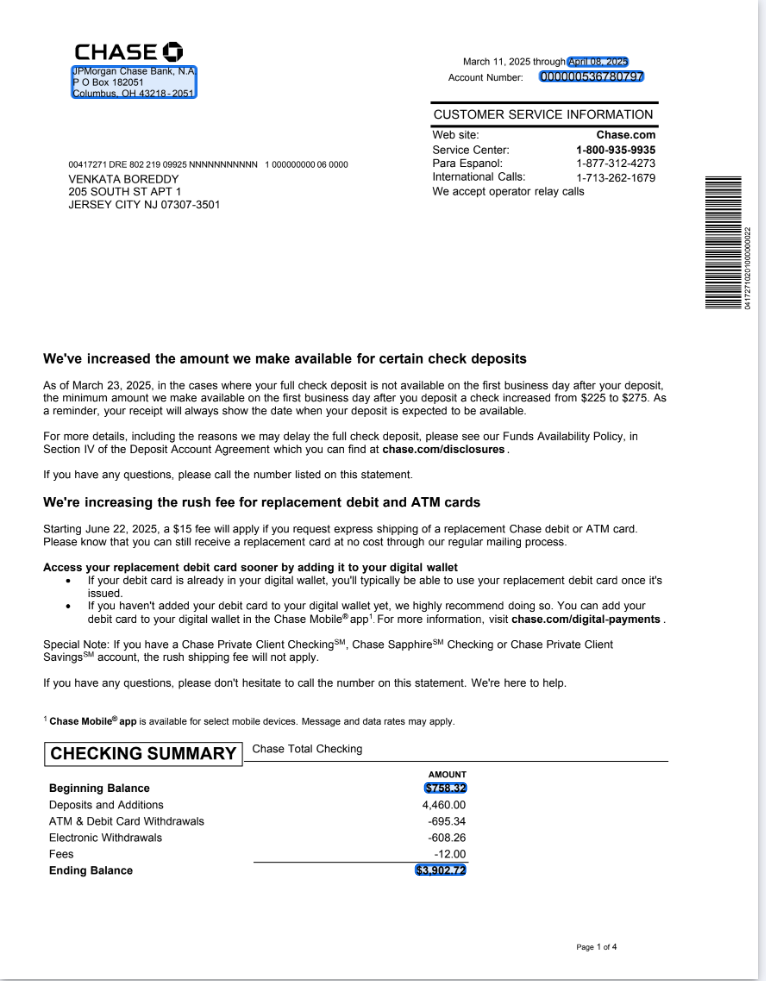 CHASE
JPMorgan Chase Bank, N.A.
P O Box 182051
Columbus, OH 43218 - 2051
March 11, 2025 through April 08, 2025
Account Number: 000000536780797
CUSTOMER SERVICE INFORMATION
Web site: Chase.com
Service Center: 1-800-935-9935
Para Espanol: 1-877-312-4273
International Calls: 1-713-262-1679
We accept operator relay calls
00417271 DRE 802 219 09925 NNNNNNNNNNN 1 000000000 06 0000
VENKATA BOREDDY
205 SOUTH ST APT 1
JERSEY CITY NJ 07307-3501
04172710201000000022
We've increased the amount we make available for certain check deposits
As of March 23, 2025, in the cases where your full check deposit is not available on the first business day after your deposit,
the minimum amount we make available on the first business day after you deposit a check increased from $225 to $275. As
a reminder, your receipt will always show the date when your deposit is expected to be available.
For more details, including the reasons we may delay the full check deposit, please see our Funds Availability Policy, in
Section IV of the Deposit Account Agreement which you can find at chase.com/disclosures .
If you have any questions, please call the number listed on this statement.
We're increasing the rush fee for replacement debit and ATM cards
Starting June 22, 2025, a $15 fee will apply if you request express shipping of a replacement Chase debit or ATM card.
Please know that you can still receive a replacement card at no cost through our regular mailing process.
Access your replacement debit card sooner by adding it to your digital wallet
• If your debit card is already in your digital wallet, you'll typically be able to use your replacement debit card once it's
issued.
• If you haven't added your debit card to your digital wallet yet, we highly recommend doing so. You can add your
debit card to your digital wallet in the Chase Mobile® app¹. For more information, visit chase.com/digital-payments .
Special Note: If you have a Chase Private Client Checking℠, Chase Sapphire℠ Checking or Chase Private Client
Savings℠ account, the rush shipping fee will not apply.
If you have any questions, please don't hesitate to call the number on this statement. We're here to help.
¹ Chase Mobile® app is available for select mobile devices. Message and data rates may apply.
CHECKING SUMMARY Chase Total Checking
AMOUNT
Beginning Balance $758.32
Deposits and Additions 4,460.00
ATM & Debit Card Withdrawals -695.34
Electronic Withdrawals -608.26
Fees -12.00
Ending Balance $3,902.72
Page 1 of 4